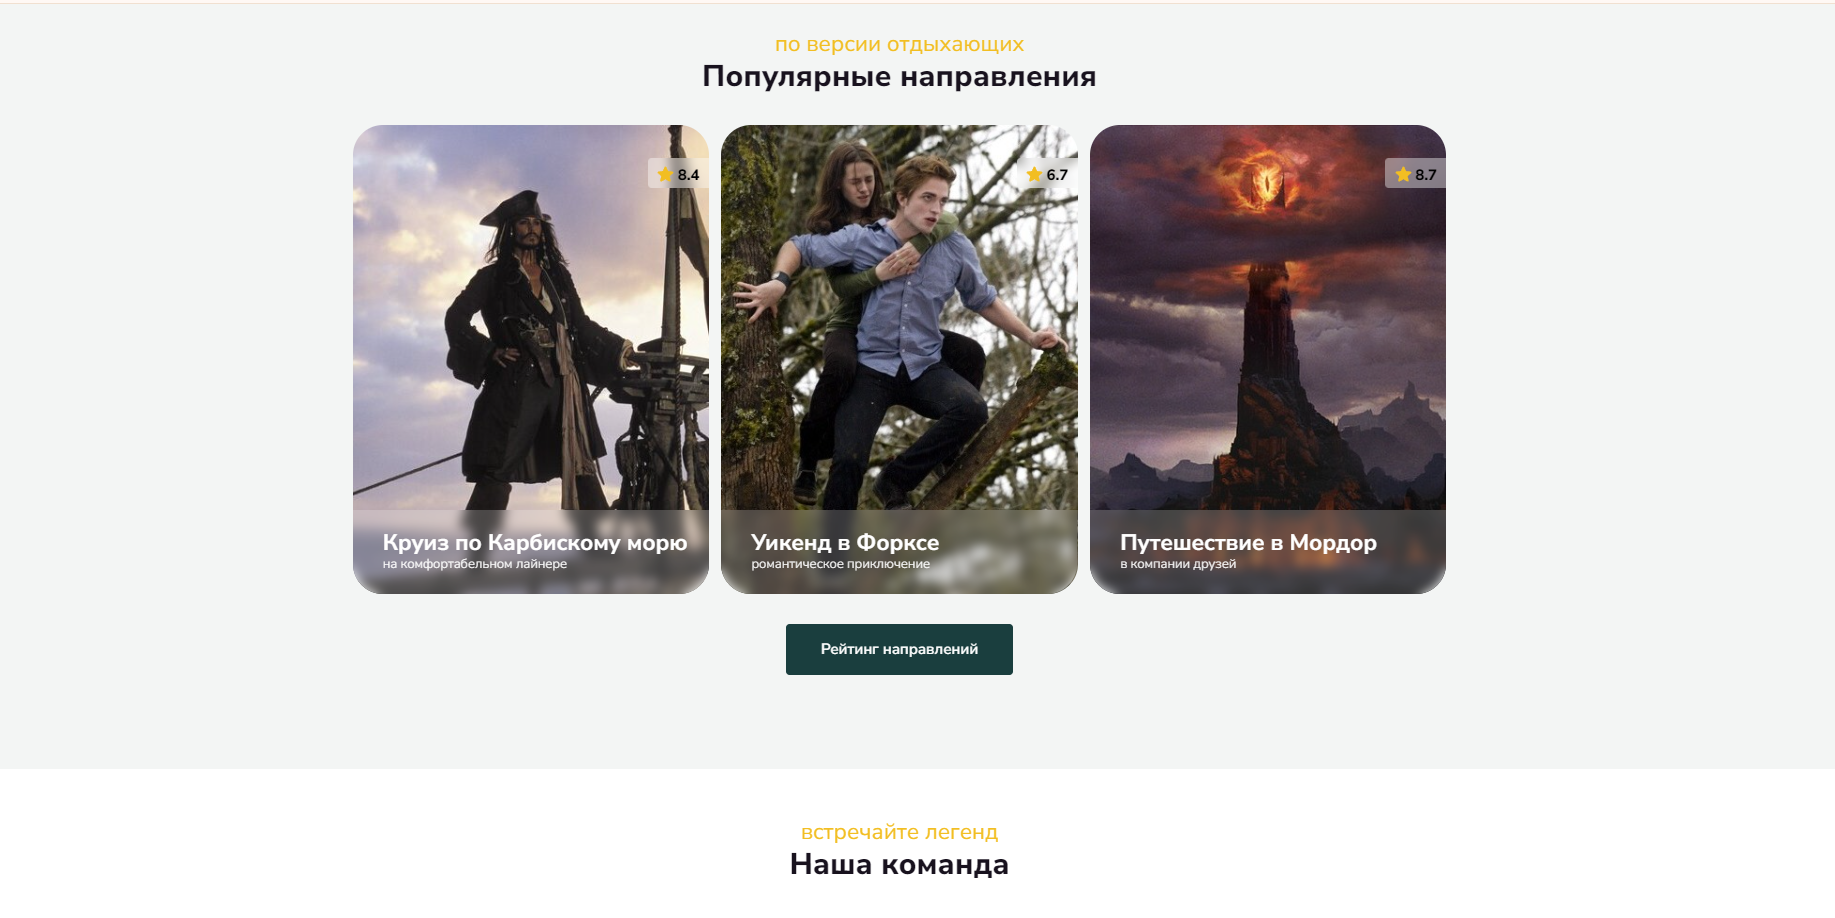 по версии отдыхающих
Популярные направления
8.4
6.7
8.7
Круиз по Карбискому морю
на комфортабельном лайнере
Уикенд в Форксе
романтическое приключение
Путешествие в Мордор
в компании друзей
Рейтинг направлений
встречайте легенд
Наша команда